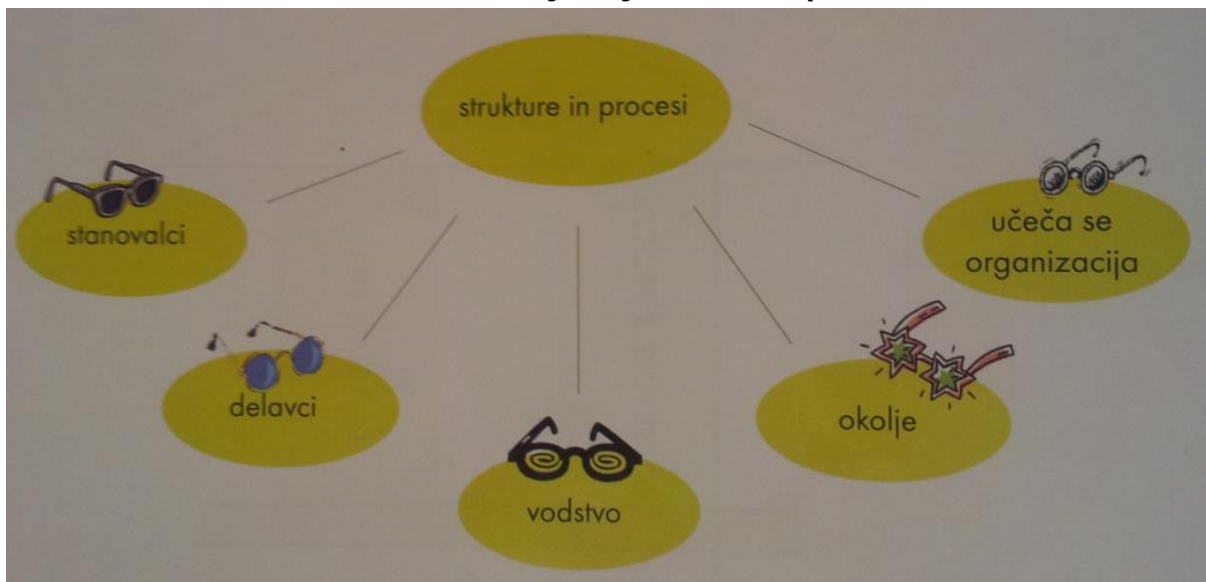 strukture in procesi
stanovalci
učeča se
organizacija
delavci
okolje
vodstvo